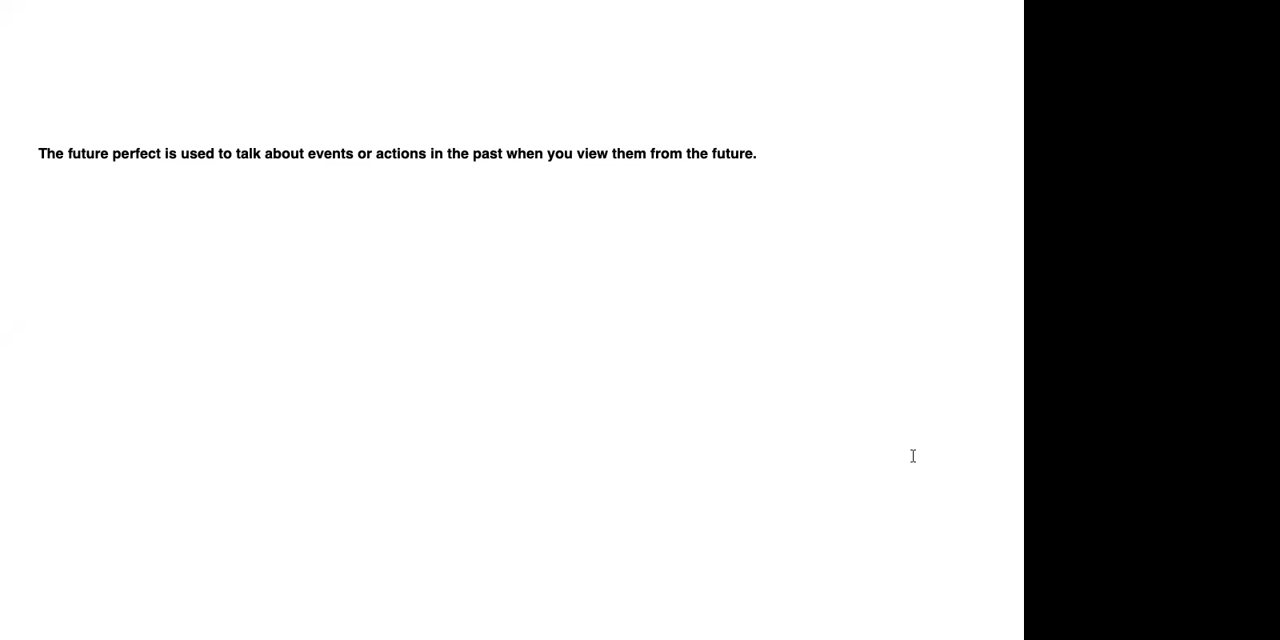 The future perfect is used to talk about events or actions in the past when you view them from the future.